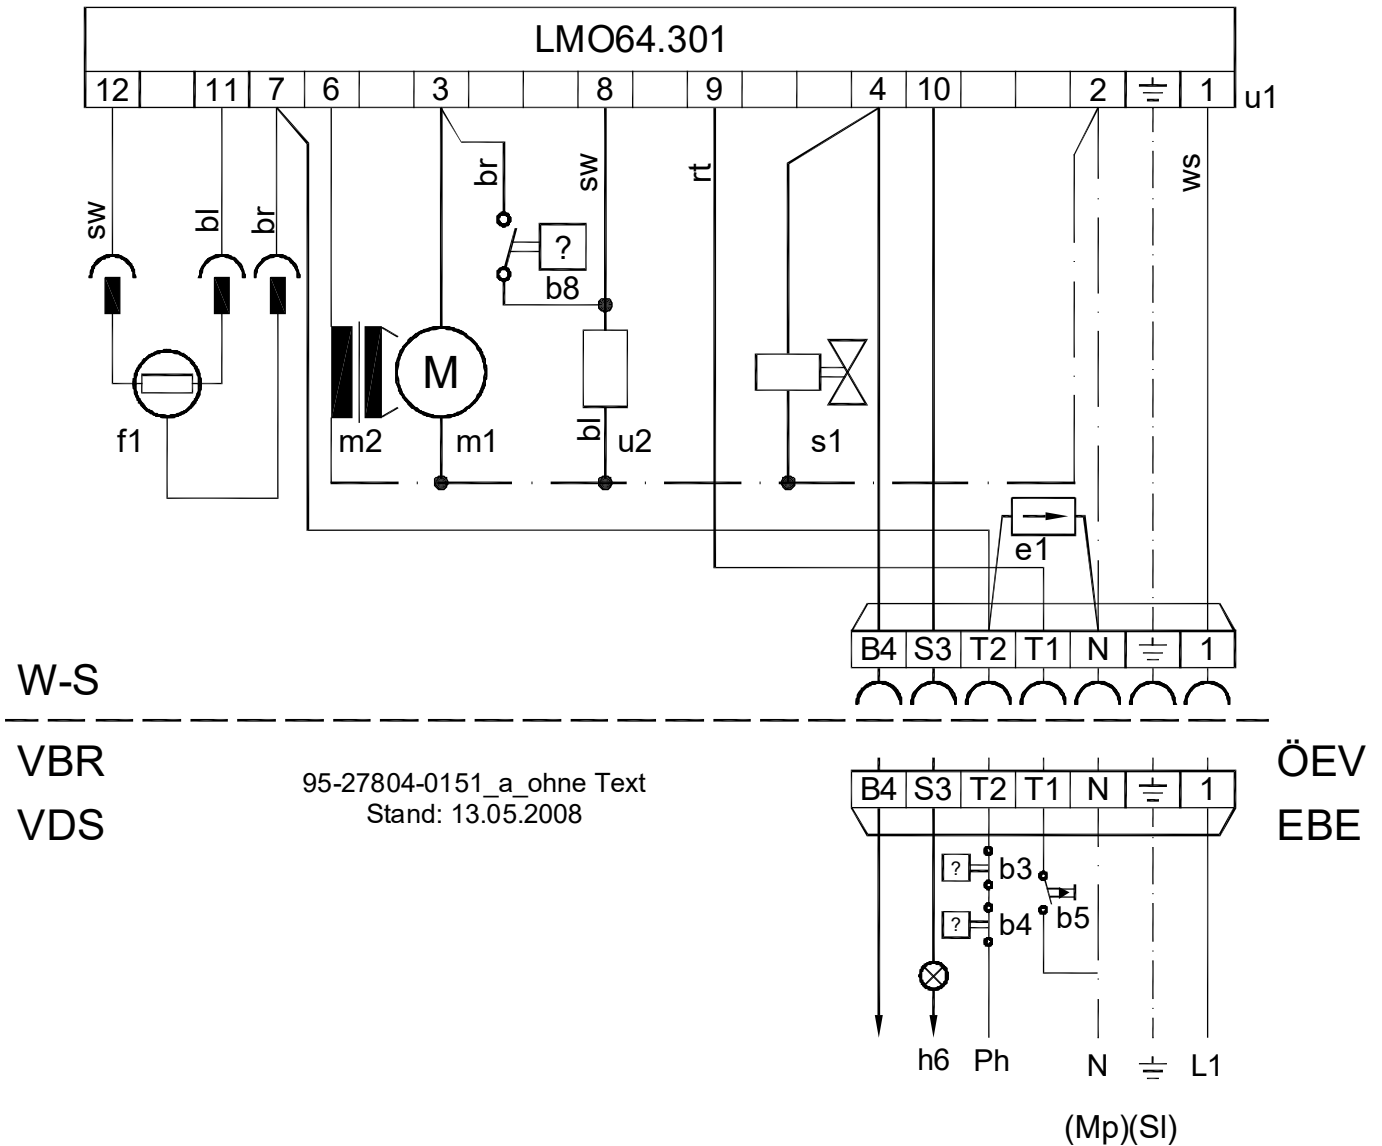 LMO64.301
12 11 7 6 3 8 9 4 10 2 1 u1
sw bl br br sw rt ws
?
b8
M
f1 m2 m1 bl u2 s1
e1
B4 S3 T2 T1 N 1
W-S
VBR
VDS
95-27804-0151_a_ohne Text
Stand: 13.05.2008
ÖEV
EBE
B4 S3 T2 T1 N 1
? b3
? b4 b5
h6 Ph N L1
(Mp)(Sl)